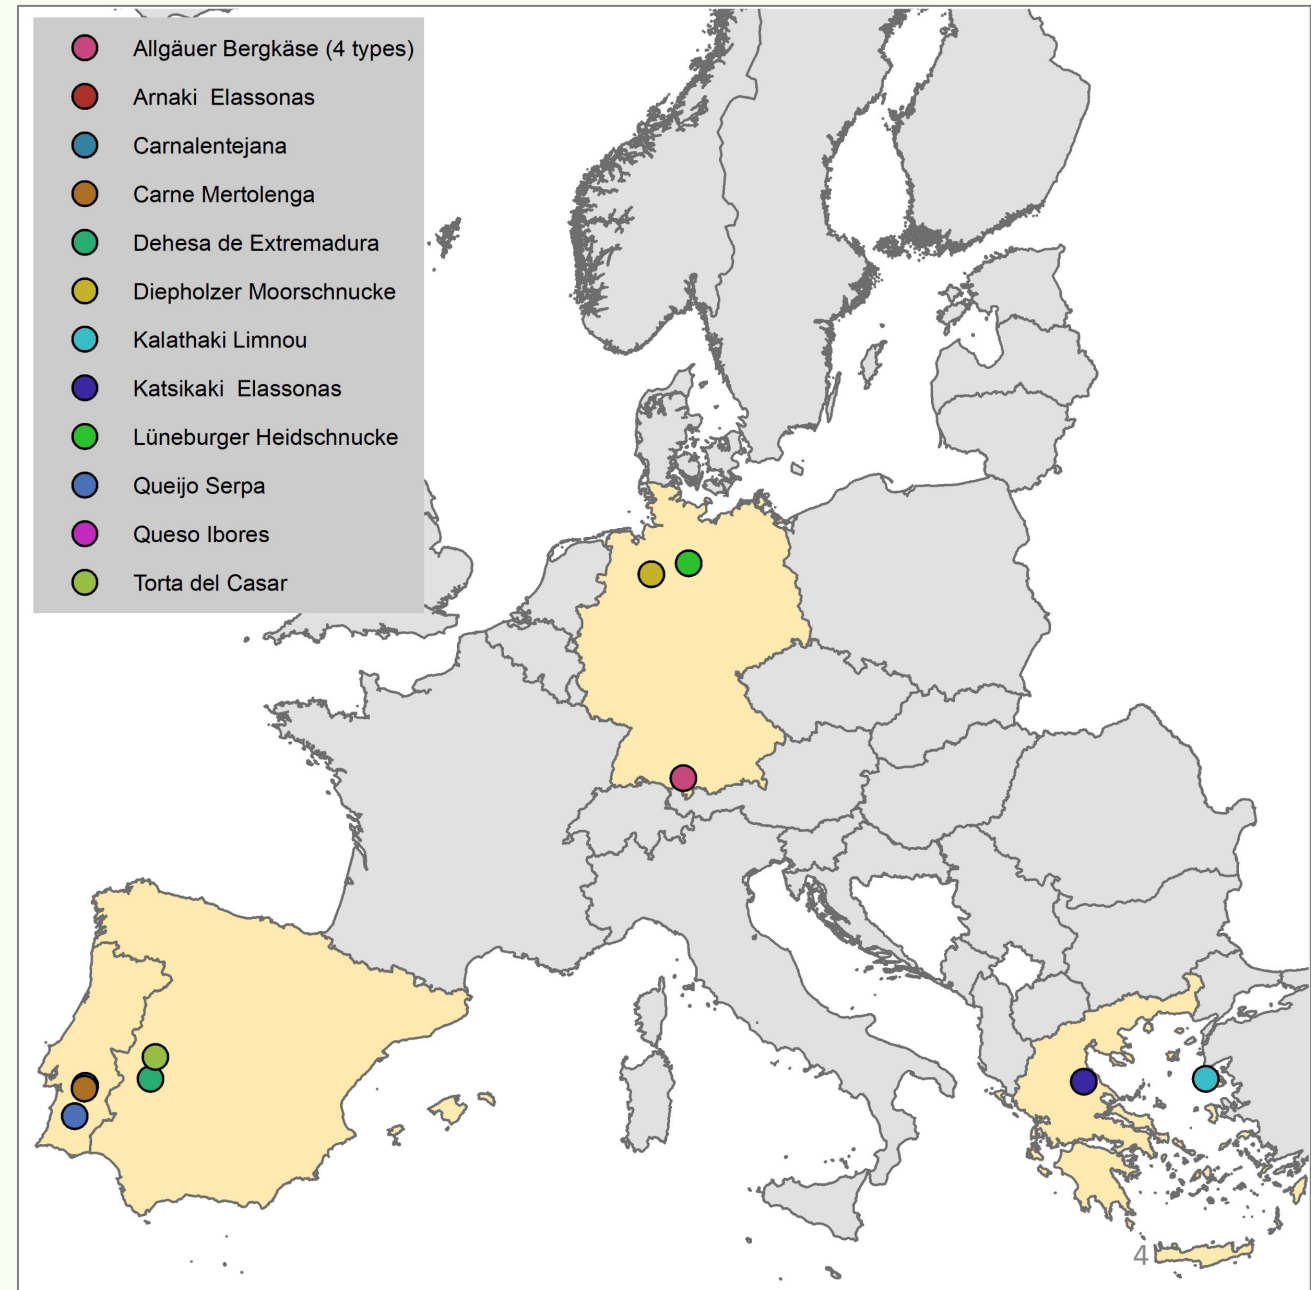 Allgäuer Bergkäse (4 types)
Arnaki Elassonas
Carnalentejana
Carne Mertolenga
Dehesa de Extremadura
Diepholzer Moorschnucke
Kalathaki Limnou
Katsikaki Elassonas
Lüneburger Heidschnucke
Queijo Serpa
Queso Ibores
Torta del Casar
4